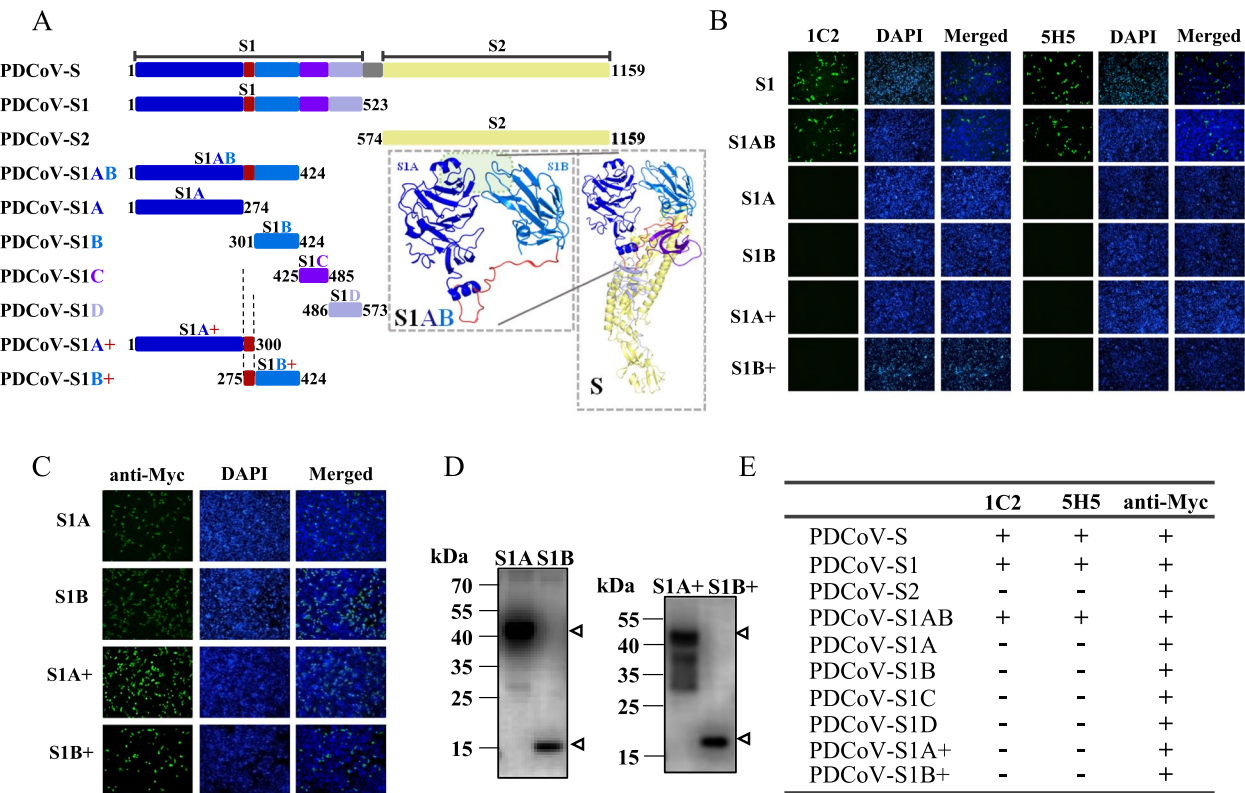 A
S1
S2
PDCoV-S 1 1159
S1
PDCoV-S1 1 523
S2
PDCoV-S2 574 1159
S1AB
PDCoV-S1AB 1 424
S1A
PDCoV-S1A 1 274
S1B
PDCoV-S1B 301 424
S1C
PDCoV-S1C 425 485
S1D
PDCoV-S1D 486 573
S1A+
PDCoV-S1A+ 1 300
S1B+
PDCoV-S1B+ 275 424
S1A S1B
S1AB
S
B
1C2 DAPI Merged 5H5 DAPI Merged
S1
S1AB
S1A
S1B
S1A+
S1B+
C
anti-Myc DAPI Merged
S1A
S1B
S1A+
S1B+
D
kDa S1A S1B
70
55
40
35
25
15
kDa S1A+ S1B+
55
40
35
25
15
E
1C2 5H5 anti-Myc
PDCoV-S + + +
PDCoV-S1 + + +
PDCoV-S2 - - +
PDCoV-S1AB + + +
PDCoV-S1A - - +
PDCoV-S1B - - +
PDCoV-S1C - - +
PDCoV-S1D - - +
PDCoV-S1A+ - - +
PDCoV-S1B+ - - +